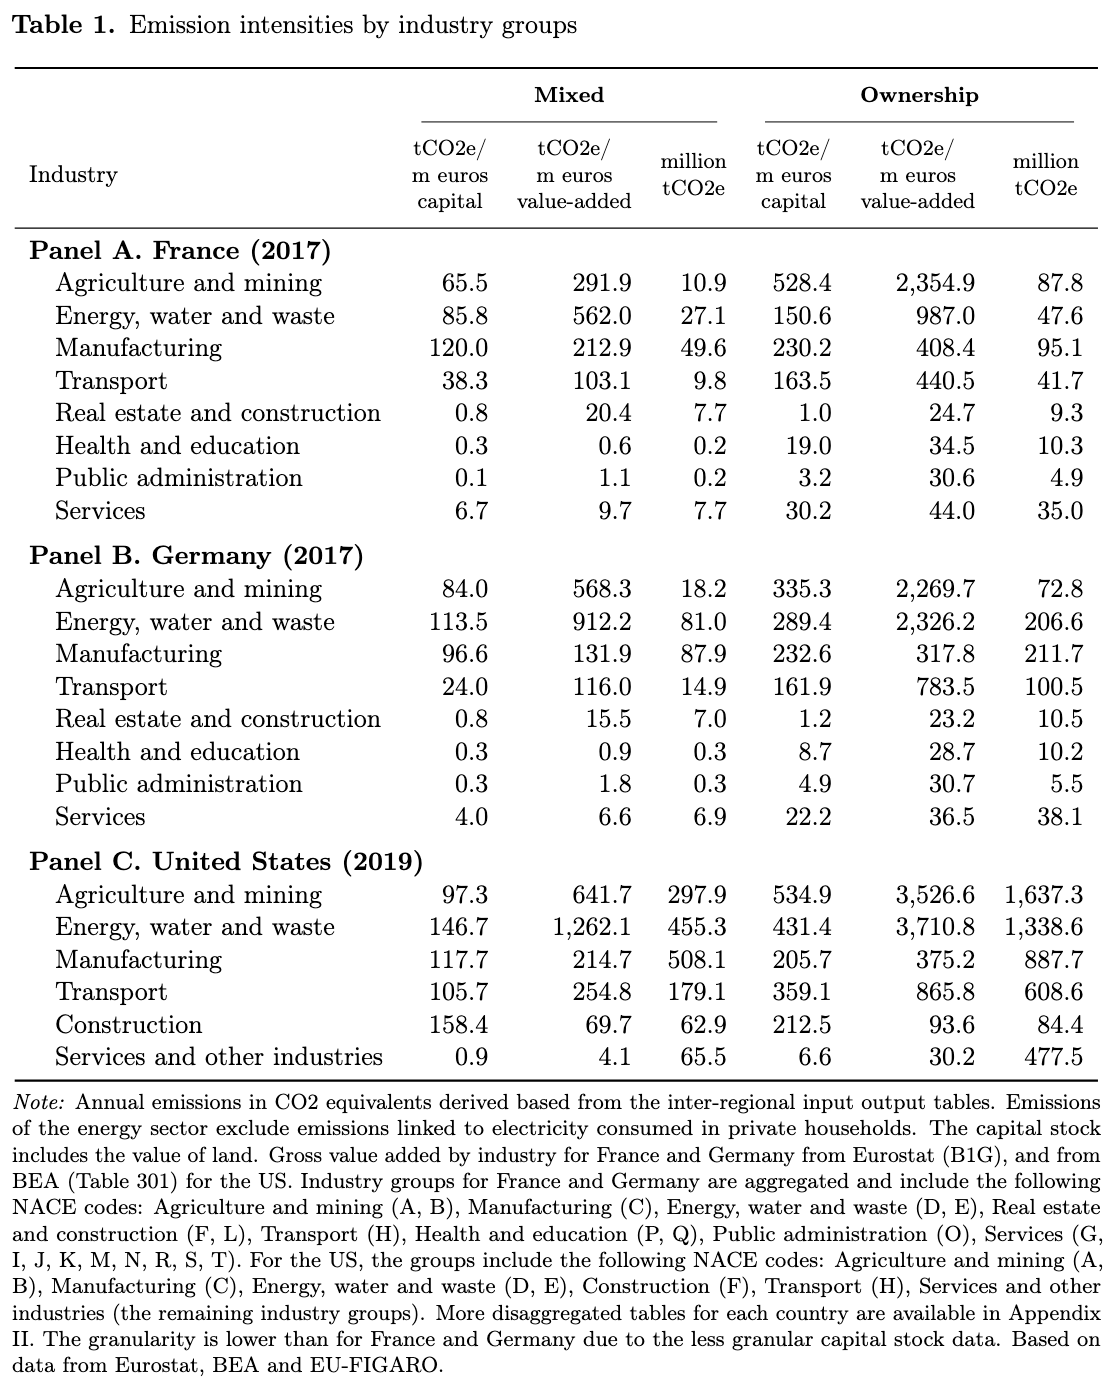 Table 1. Emission intensities by industry groups
Mixed Ownership
Industry tCO2e/ m euros capital tCO2e/ m euros value-added million tCO2e tCO2e/ m euros capital tCO2e/ m euros value-added million tCO2e
Panel A. France (2017)
Agriculture and mining 65.5 291.9 10.9 528.4 2,354.9 87.8
Energy, water and waste 85.8 562.0 27.1 150.6 987.0 47.6
Manufacturing 120.0 212.9 49.6 230.2 408.4 95.1
Transport 38.3 103.1 9.8 163.5 440.5 41.7
Real estate and construction 0.8 20.4 7.7 1.0 24.7 9.3
Health and education 0.3 0.6 0.2 19.0 34.5 10.3
Public administration 0.1 1.1 0.2 3.2 30.6 4.9
Services 6.7 9.7 7.7 30.2 44.0 35.0
Panel B. Germany (2017)
Agriculture and mining 84.0 568.3 18.2 335.3 2,269.7 72.8
Energy, water and waste 113.5 912.2 81.0 289.4 2,326.2 206.6
Manufacturing 96.6 131.9 87.9 232.6 317.8 211.7
Transport 24.0 116.0 14.9 161.9 783.5 100.5
Real estate and construction 0.8 15.5 7.0 1.2 23.2 10.5
Health and education 0.3 0.9 0.3 8.7 28.7 10.2
Public administration 0.3 1.8 0.3 4.9 30.7 5.5
Services 4.0 6.6 6.9 22.2 36.5 38.1
Panel C. United States (2019)
Agriculture and mining 97.3 641.7 297.9 534.9 3,526.6 1,637.3
Energy, water and waste 146.7 1,262.1 455.3 431.4 3,710.8 1,338.6
Manufacturing 117.7 214.7 508.1 205.7 375.2 887.7
Transport 105.7 254.8 179.1 359.1 865.8 608.6
Construction 158.4 69.7 62.9 212.5 93.6 84.4
Services and other industries 0.9 4.1 65.5 6.6 30.2 477.5
Note: Annual emissions in CO2 equivalents derived based from the inter-regional input output tables. Emissions
of the energy sector exclude emissions linked to electricity consumed in private households. The capital stock
includes the value of land. Gross value added by industry for France and Germany from Eurostat (B1G), and from
BEA (Table 301) for the US. Industry groups for France and Germany are aggregated and include the following
NACE codes: Agriculture and mining (A, B), Manufacturing (C), Energy, water and waste (D, E), Real estate
and construction (F, L), Transport (H), Health and education (P, Q), Public administration (O), Services (G,
I, J, K, M, N, R, S, T). For the US, the groups include the following NACE codes: Agriculture and mining (A,
B), Manufacturing (C), Energy, water and waste (D, E), Construction (F), Transport (H), Services and other
industries (the remaining industry groups). More disaggregated tables for each country are available in Appendix
II. The granularity is lower than for France and Germany due to the less granular capital stock data. Based on
data from Eurostat, BEA and EU-FIGARO.